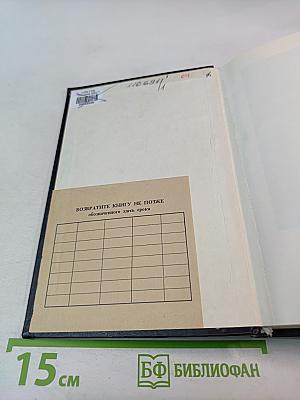 ВОЗВРАТИТЕ КНИГУ НЕ ПОЗЖЕ
обозначенного здесь срока
15 см
БФ БИБЛИОФАН